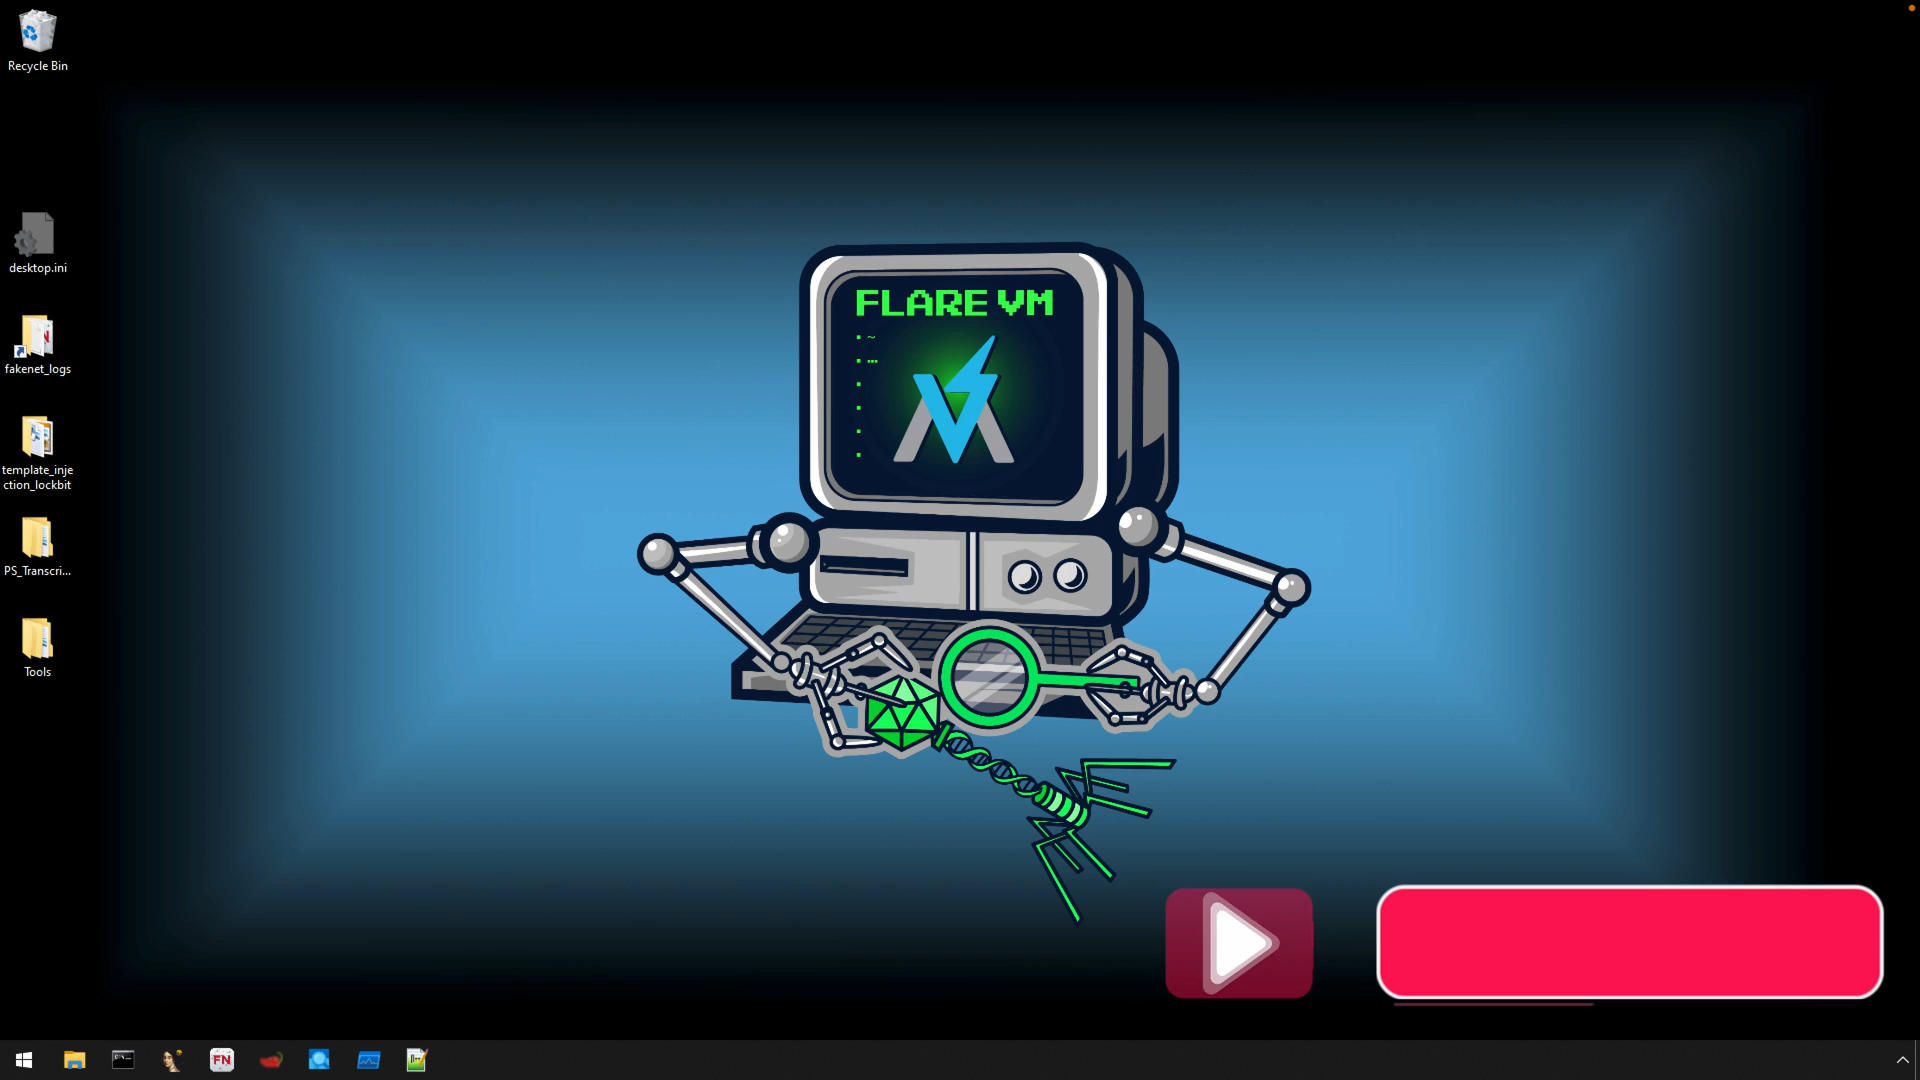 Recycle Bin
desktop.ini
fakenet_logs
template_inje
ction_lockbit
PS_Transcri...
Tools
FLARE VM
FN